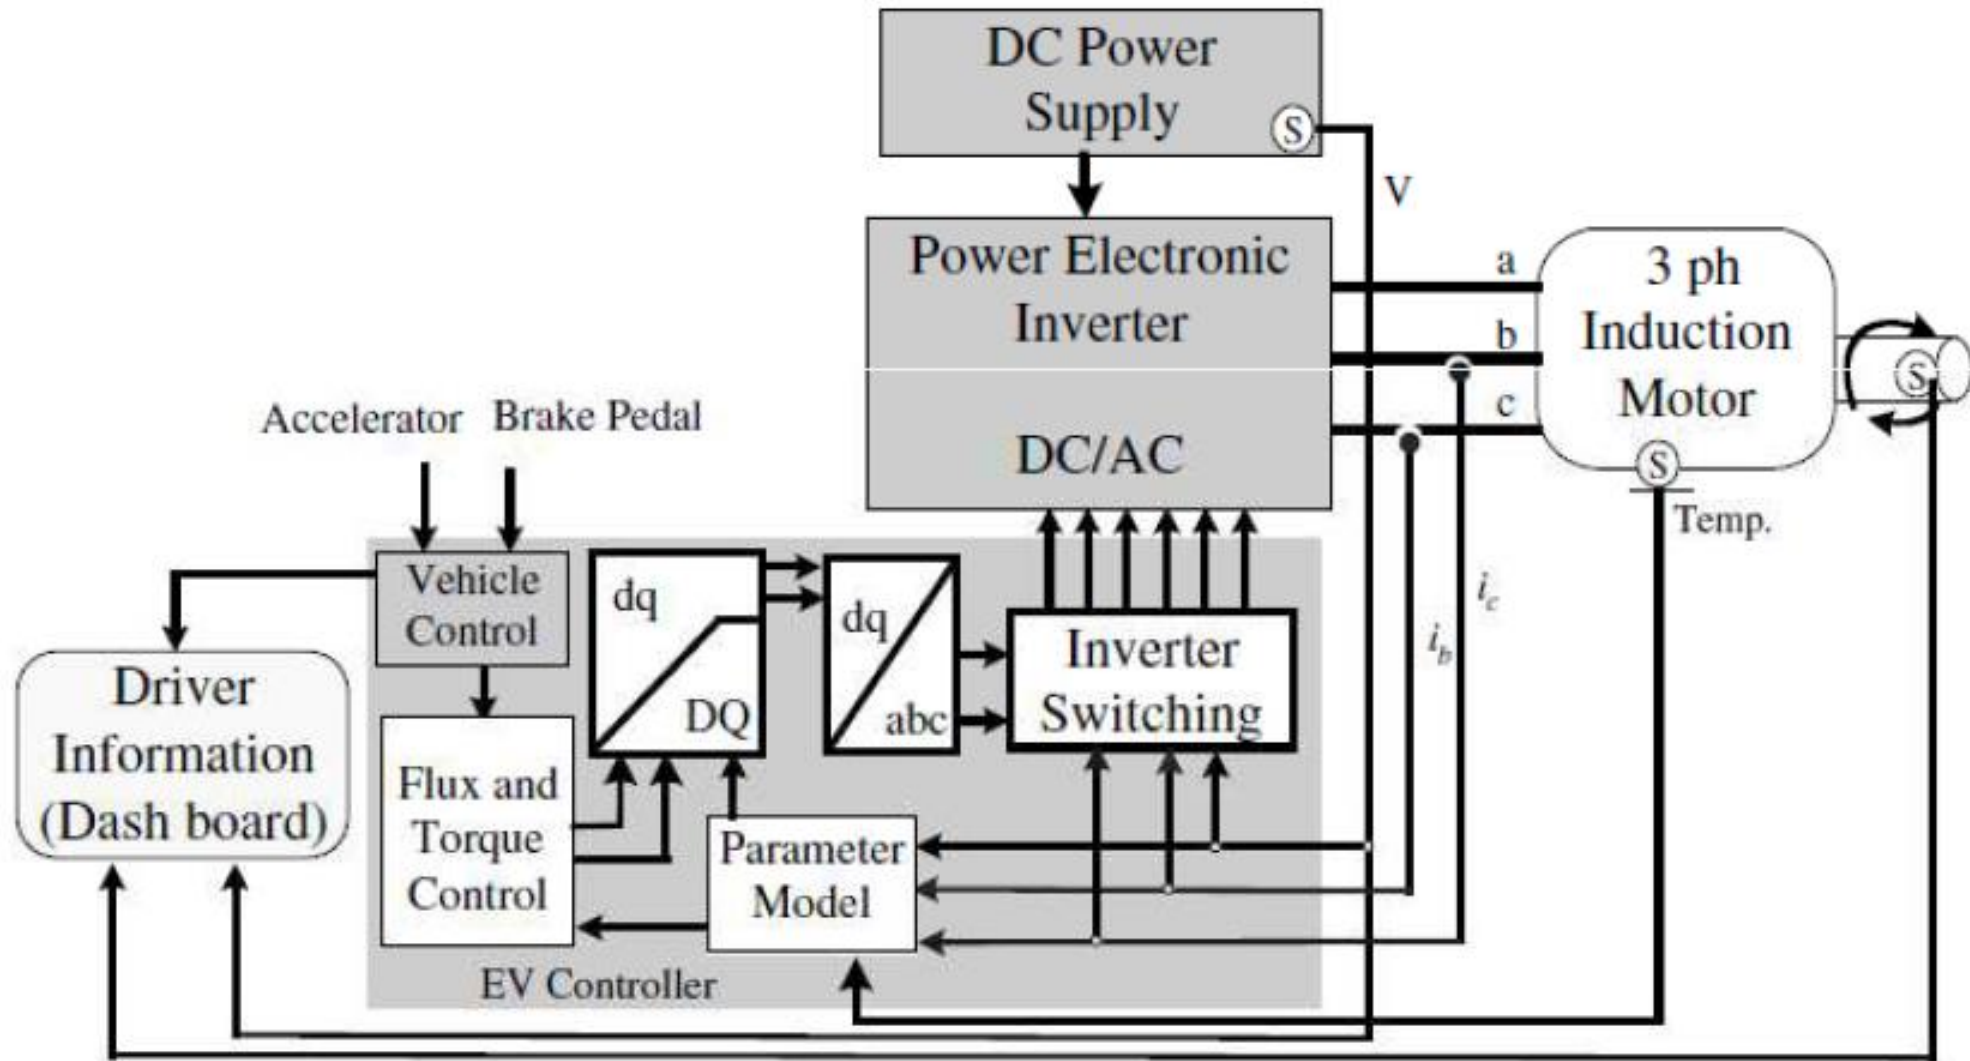 DC Power
Supply
S
V
Power Electronic
Inverter
DC/AC
a
b
c
3 ph
Induction
Motor
S
S
Temp.
Accelerator
Brake Pedal
Vehicle
Control
dq
DQ
dq
abc
Inverter
Switching
i_c
i_b
Driver
Information
(Dash board)
Flux and
Torque
Control
Parameter
Model
EV Controller